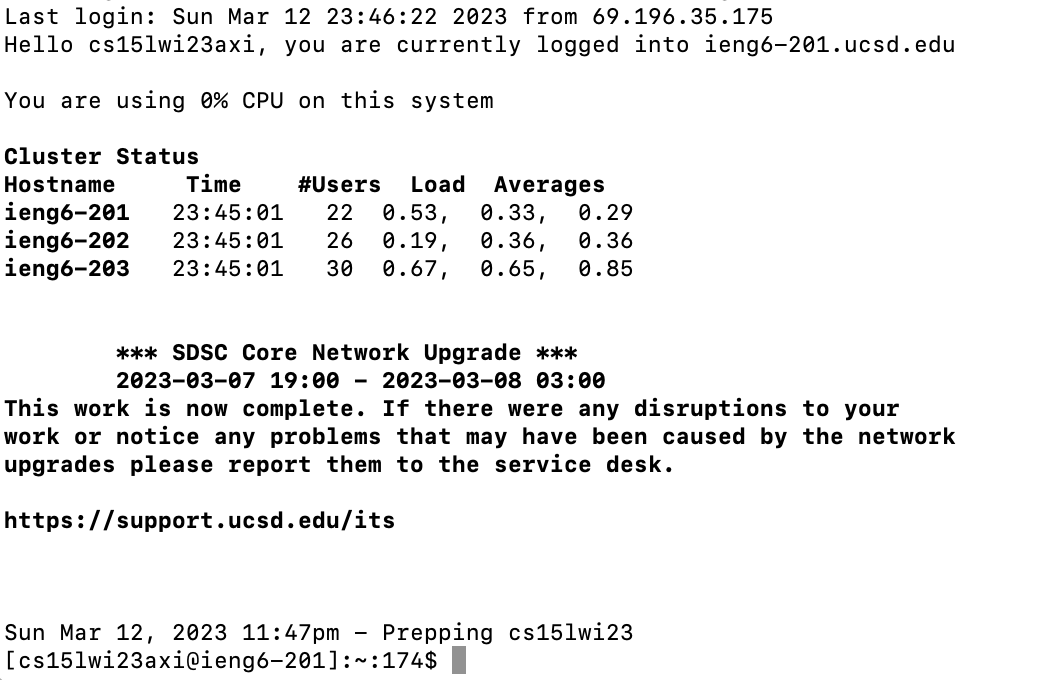 Last login: Sun Mar 12 23:46:22 2023 from 69.196.35.175
Hello cs15lwi23axi, you are currently logged into ieng6-201.ucsd.edu
You are using 0% CPU on this system
Cluster Status
Hostname     Time    #Users  Load  Averages
ieng6-201   23:45:01   22  0.53,  0.33,  0.29
ieng6-202   23:45:01   26  0.19,  0.36,  0.36
ieng6-203   23:45:01   30  0.67,  0.65,  0.85
*** SDSC Core Network Upgrade ***
2023-03-07 19:00 - 2023-03-08 03:00
This work is now complete. If there were any disruptions to your
work or notice any problems that may have been caused by the network
upgrades please report them to the service desk.
https://support.ucsd.edu/its
Sun Mar 12, 2023 11:47pm - Prepping cs15lwi23
[cs15lwi23axi@ieng6-201]:~:174$